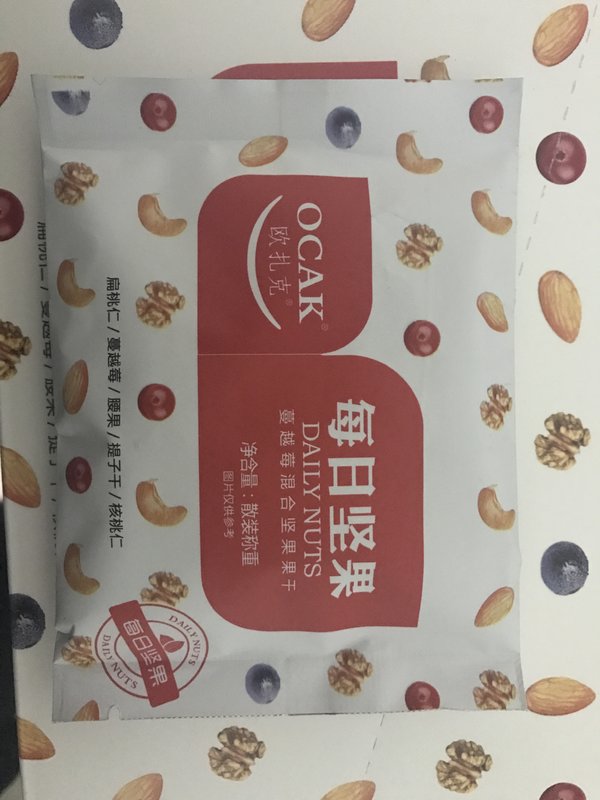 OCAK®
欧扎克®
每日坚果
DAILY NUTS
蔓越莓混合坚果果干
净含量：散装称重
图片仅供参考
扁桃仁/蔓越莓/腰果/提子干/核桃仁
DAILY NUTS
每日坚果
DAILY NUTS